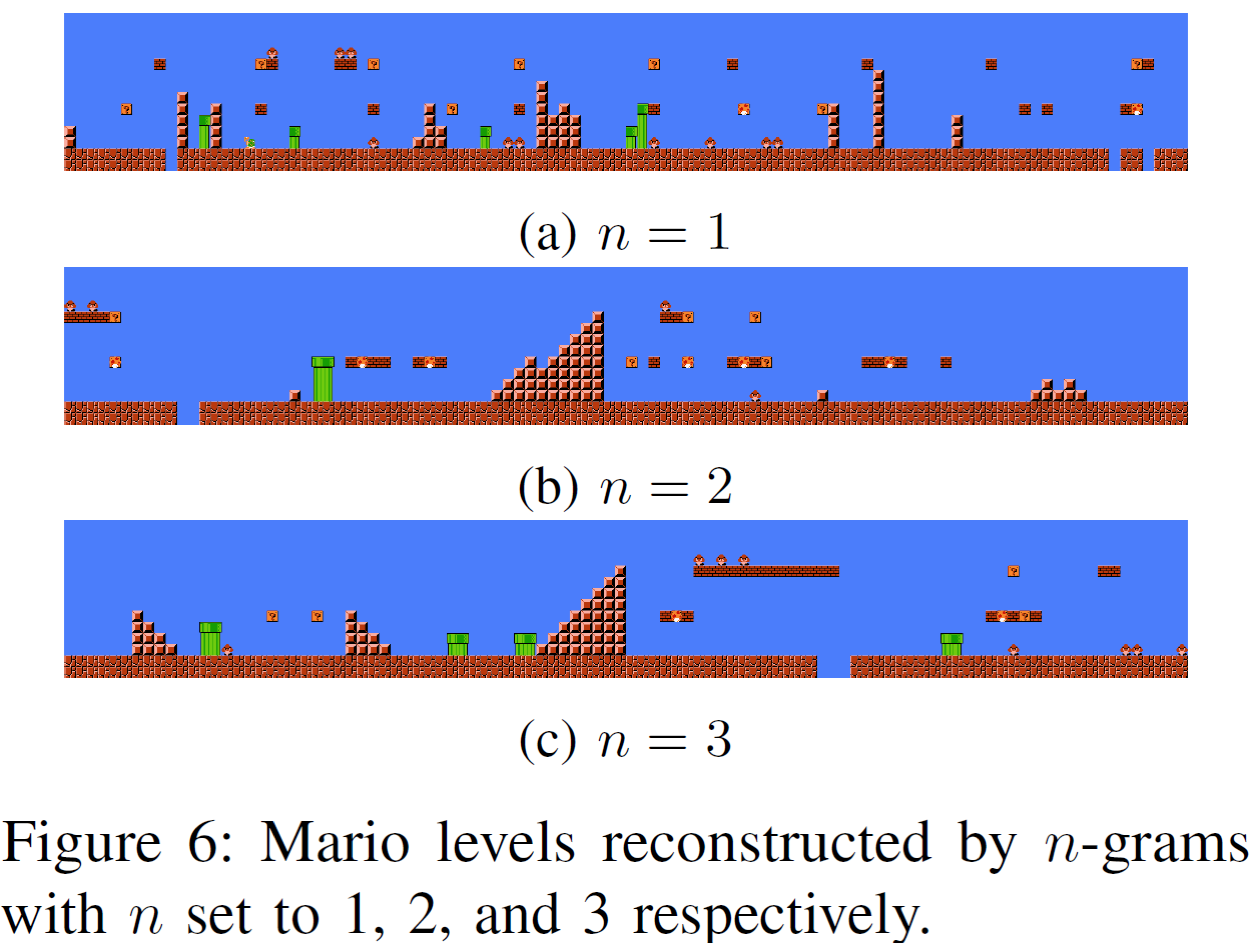 (a) n = 1
(b) n = 2
(c) n = 3
Figure 6: Mario levels reconstructed by n-grams
with n set to 1, 2, and 3 respectively.